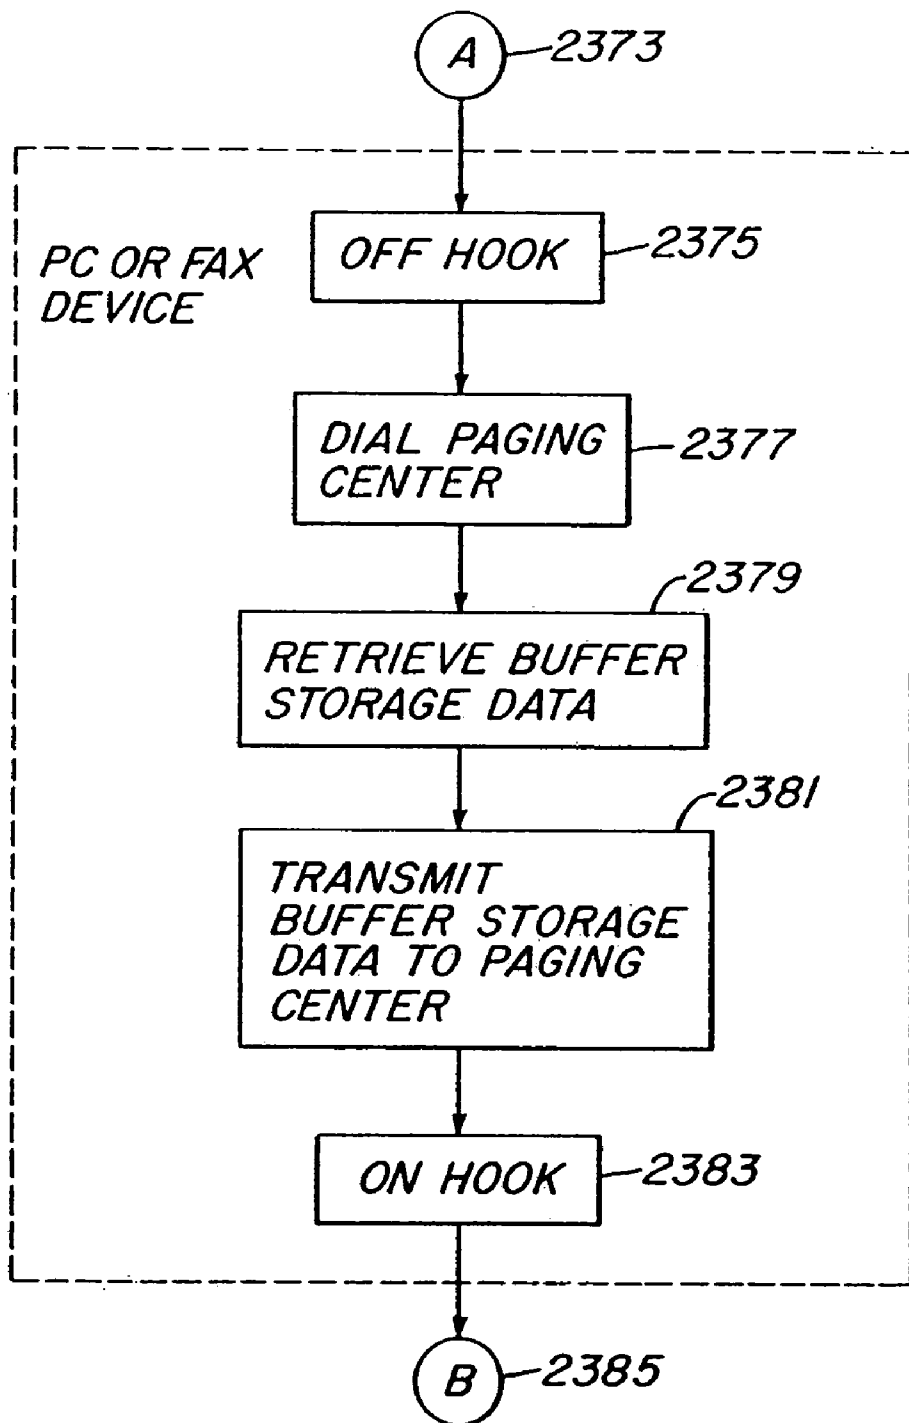 A 2373
PC OR FAX
DEVICE
OFF HOOK 2375
DIAL PAGING
CENTER
2377
2379
RETRIEVE BUFFER
STORAGE DATA
2381
TRANSMIT
BUFFER STORAGE
DATA TO PAGING
CENTER
ON HOOK 2383
B 2385